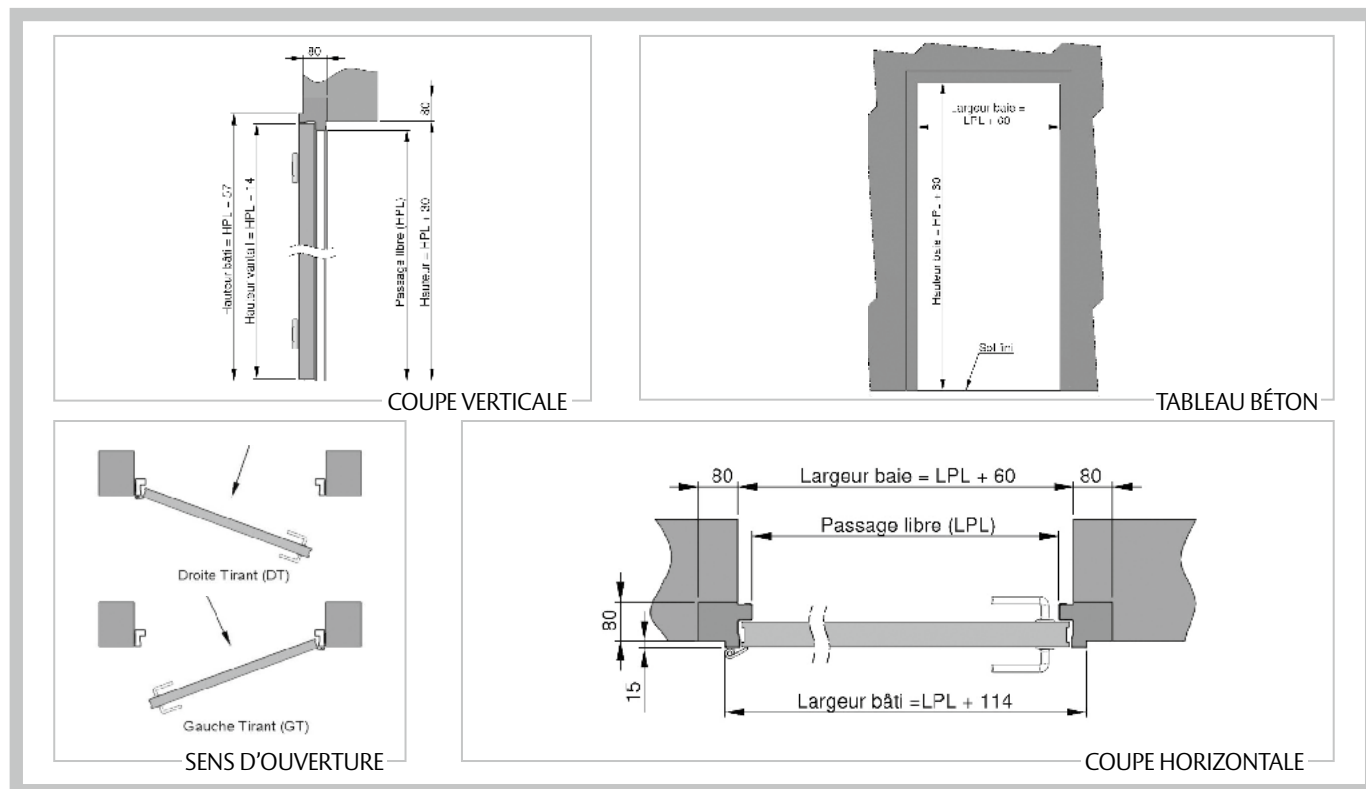 80
80
Hauteur bâti = HPL + 57
Hauteur vantail = HPL + 14
Passage libre (HPL)
Hauteur = HPL + 30
COUPE VERTICALE
Largeur baie =
LPL + 60
Hauteur baie = HPL + 30
Sol fini
TABLEAU BÉTON
Droite Tirant (DT)
Gauche Tirant (GT)
SENS D'OUVERTURE
80
Largeur baie = LPL + 60
80
Passage libre (LPL)
80
15
Largeur bâti =LPL + 114
COUPE HORIZONTALE